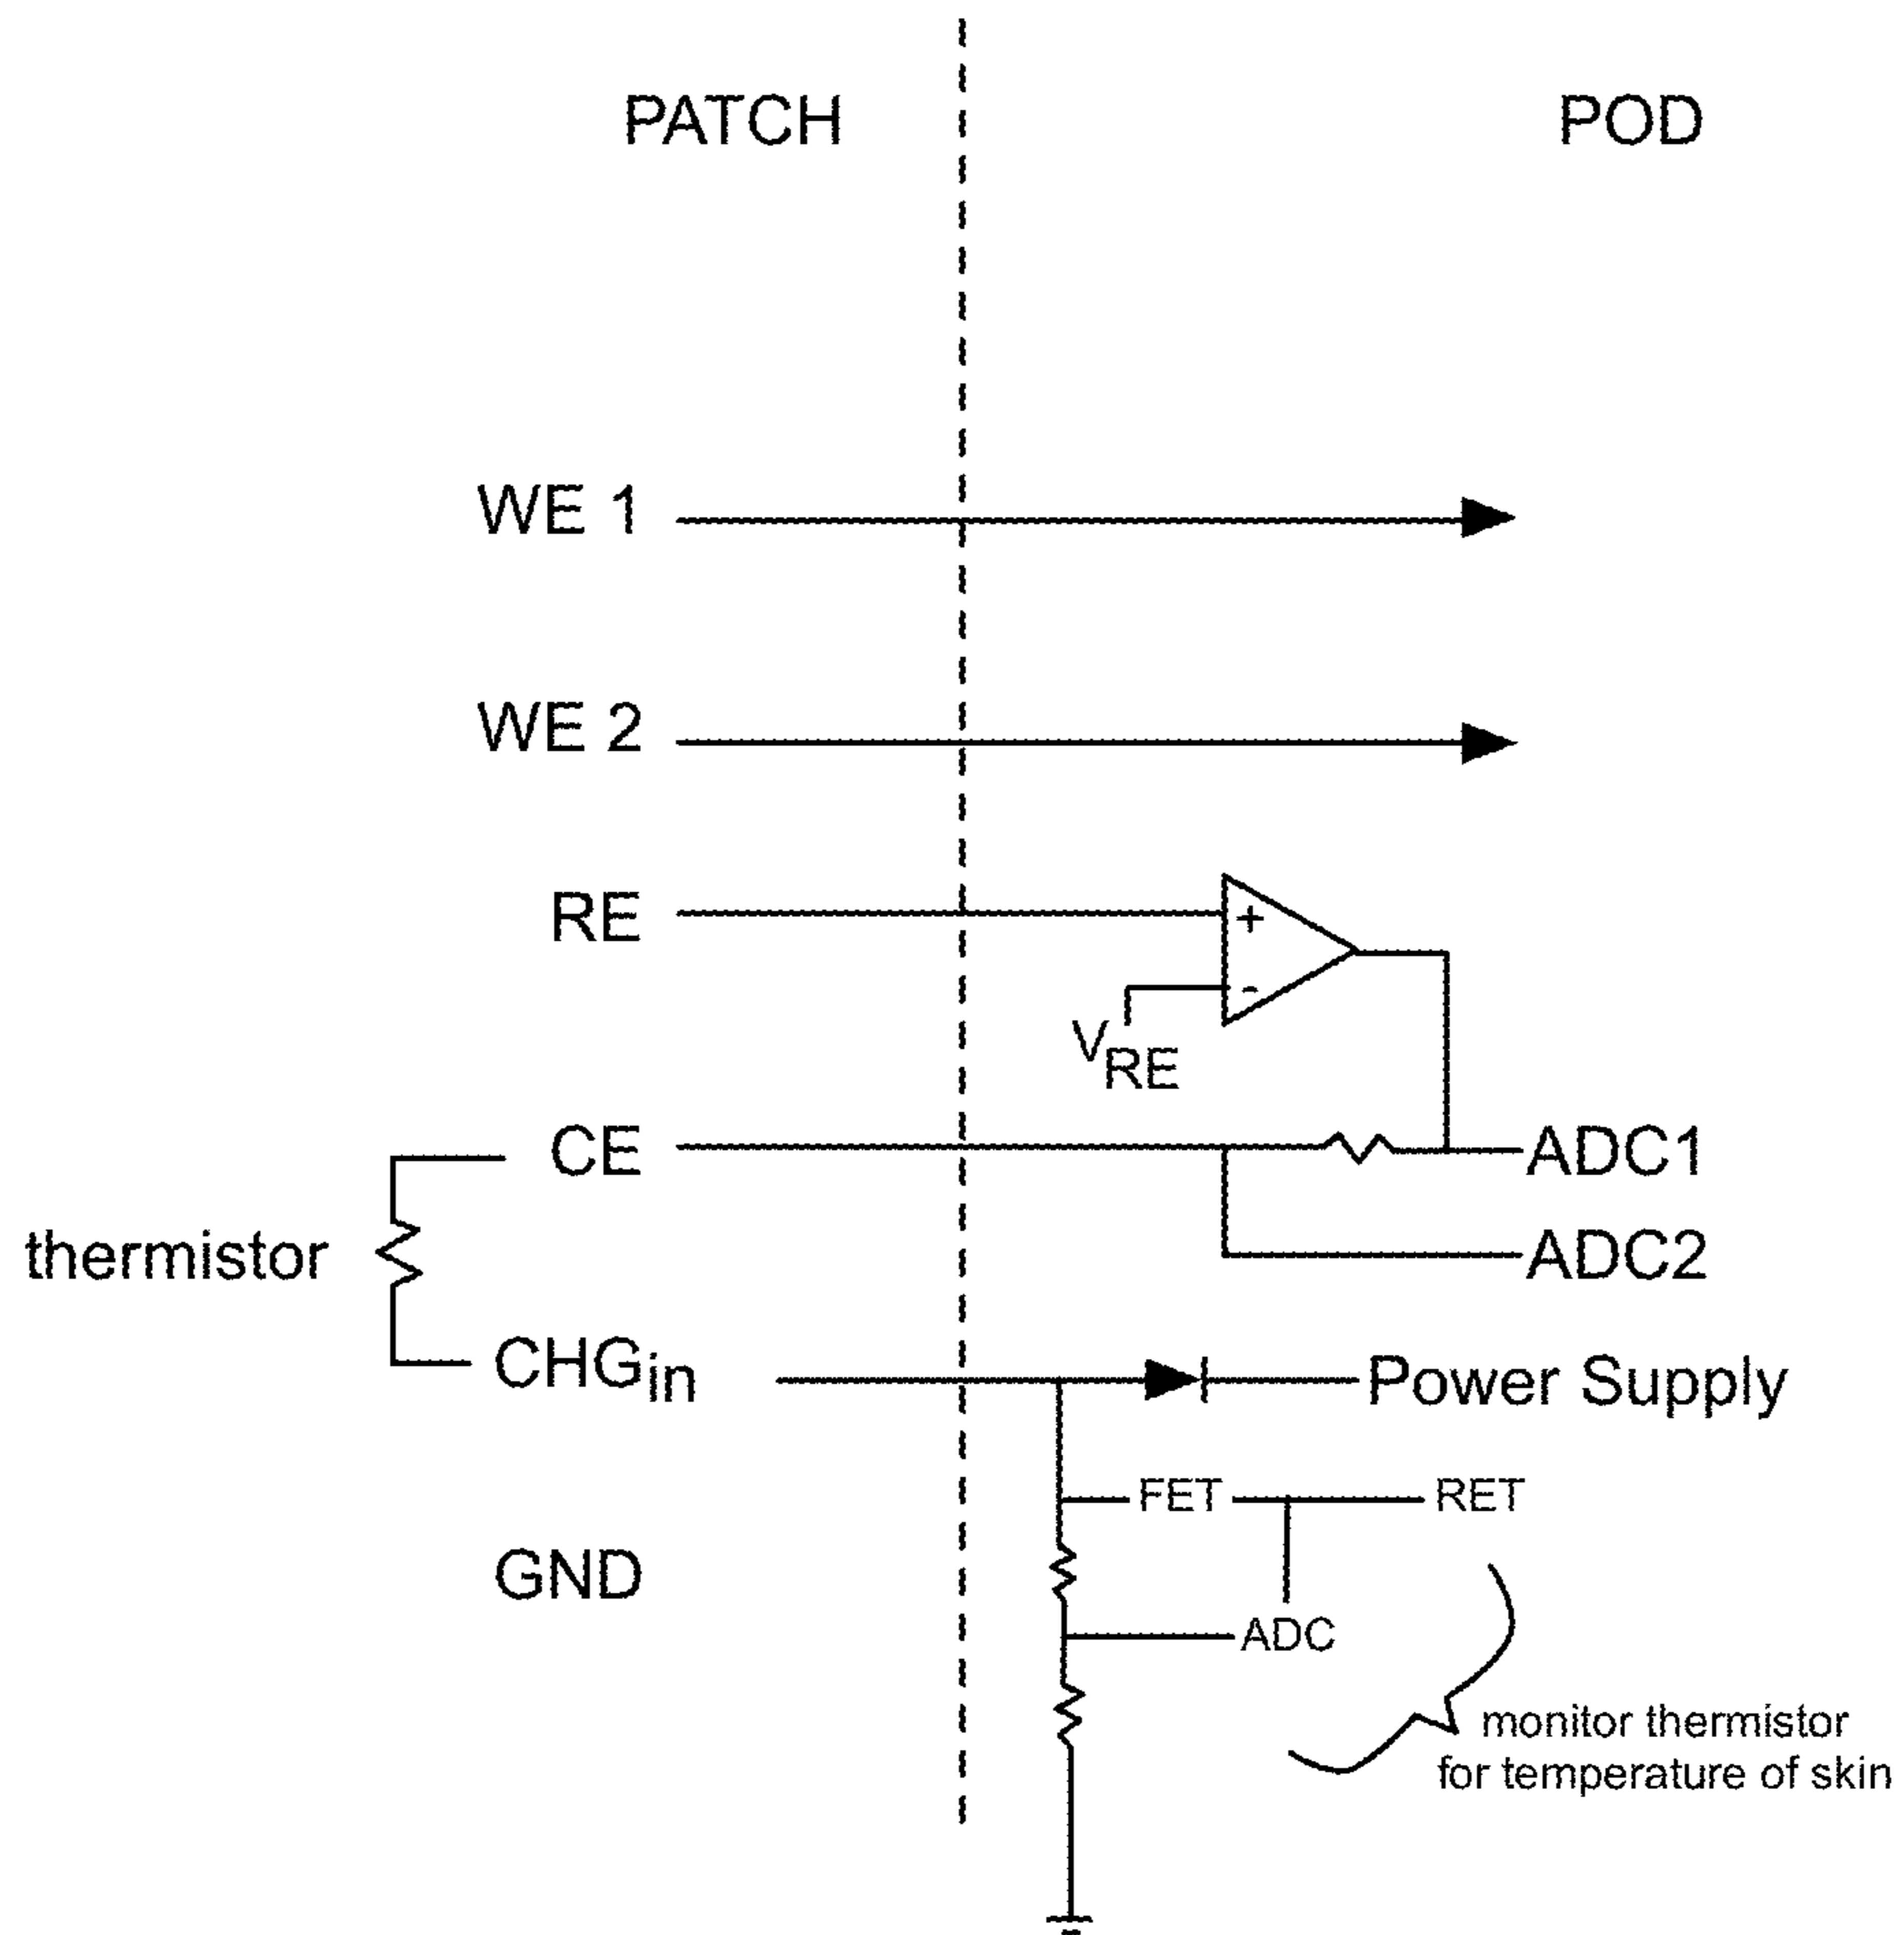 PATCH
POD
WE 1
WE 2
RE
+
-
VRE
CE
ADC1
thermistor
ADC2
CHGin
Power Supply
FET
RET
GND
ADC
monitor thermistor
for temperature of skin